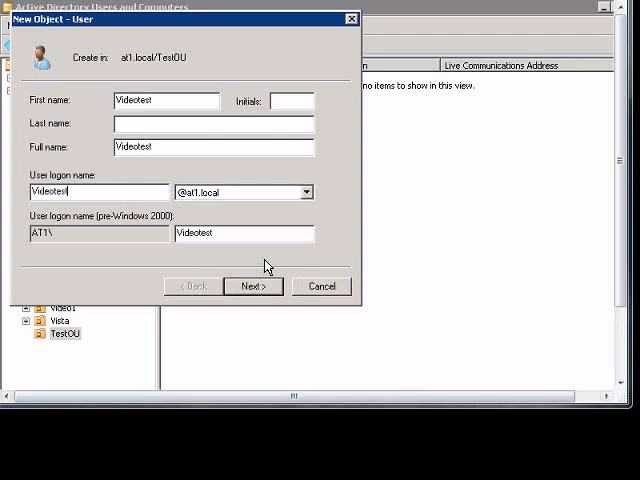 Active Directory Users and Computers
New Object - User
Create in: at1.local/TestOU
Live Communications Address
no items to show in this view.
First name: Videotest Initials:
Last name:
Full name: Videotest
User logon name:
Videotest @at1.local
User logon name (pre-Windows 2000):
AT1\ Videotest
< Back Next > Cancel
Video1
Vista
TestOU